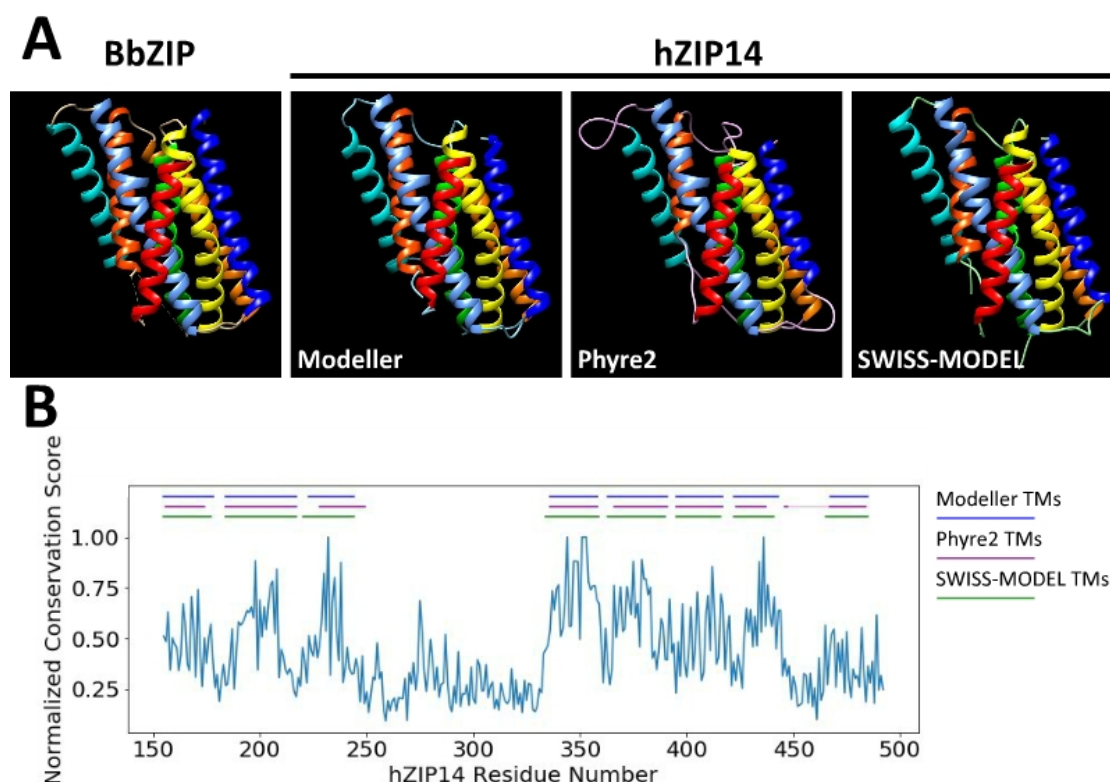 A
BbZIP
hZIP14
Modeller
Phyre2
SWISS-MODEL
B
Normalized Conservation Score
1.00
0.75
0.50
0.25
150
200
250
300
350
400
450
500
hZIP14 Residue Number
Modeller TMs
Phyre2 TMs
SWISS-MODEL TMs